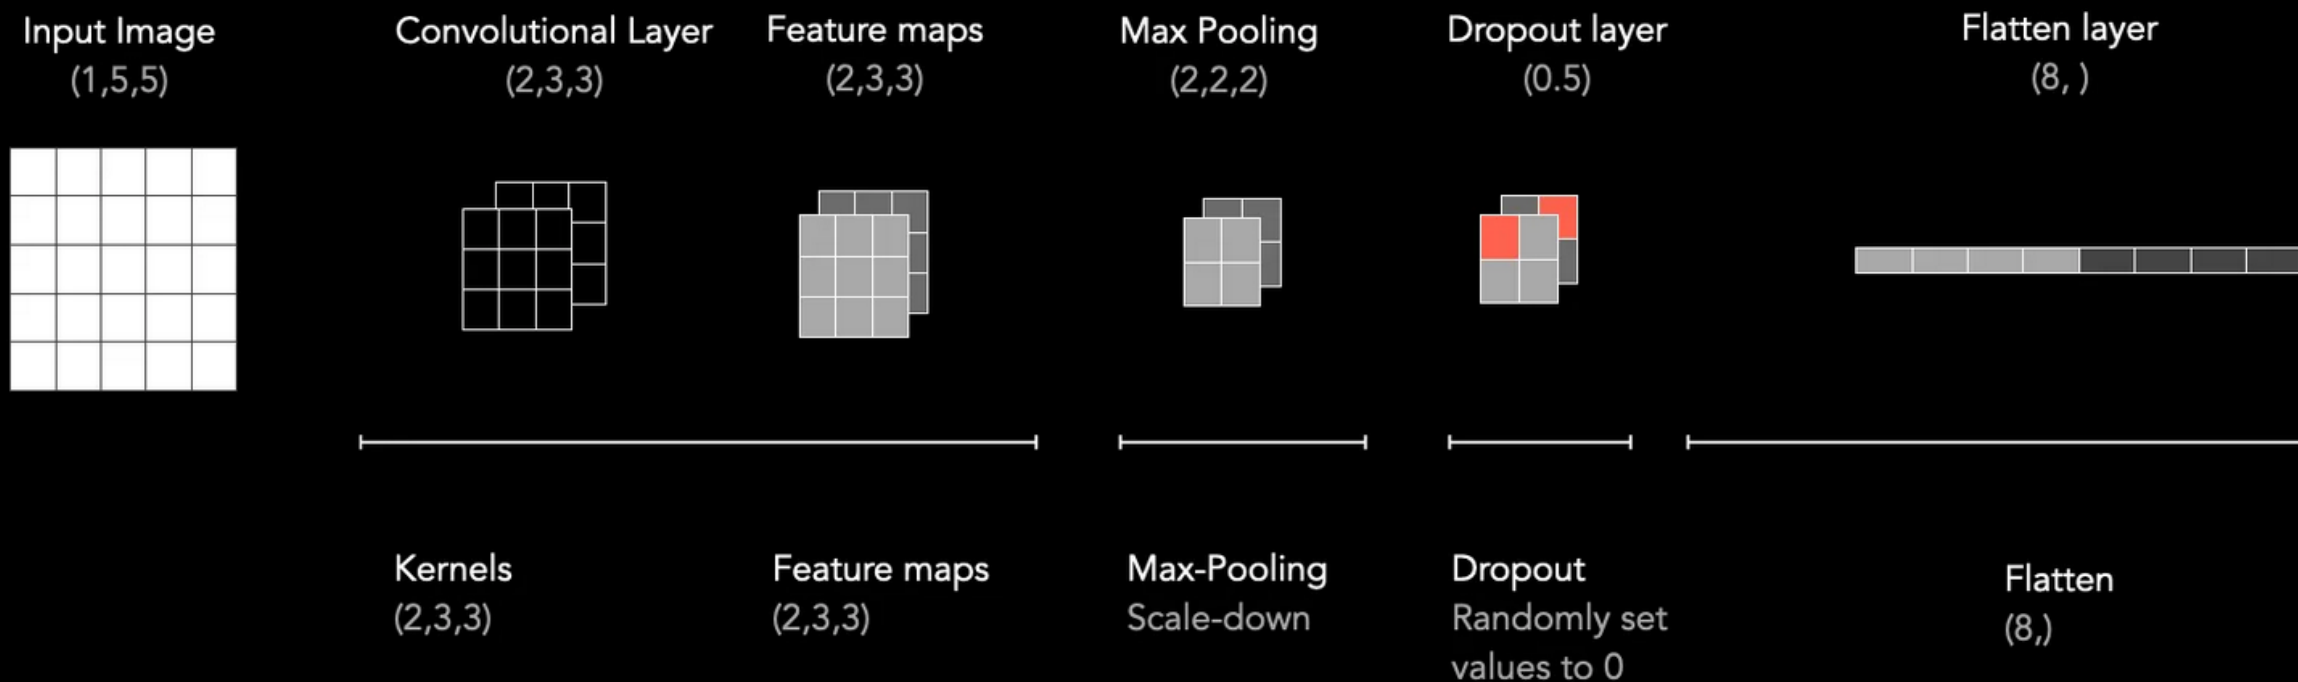 Input Image
(1,5,5)
Convolutional Layer
(2,3,3)
Feature maps
(2,3,3)
Max Pooling
(2,2,2)
Dropout layer
(0.5)
Flatten layer
(8, )
Kernels
(2,3,3)
Feature maps
(2,3,3)
Max-Pooling
Scale-down
Dropout
Randomly set
values to 0
Flatten
(8,)